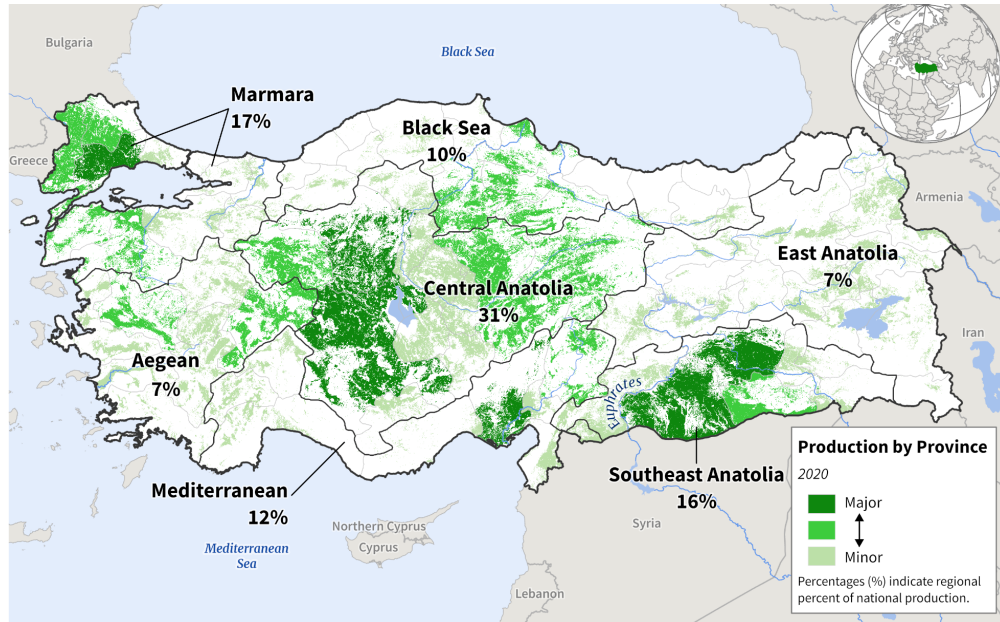 Bulgaria
Black Sea
Marmara
17%
Black Sea
10%
Greece
Armenia
East Anatolia
7%
Central Anatolia
31%
Iran
Aegean
7%
Euphrates
Production by Province
2020
Major
Minor
Percentages (%) indicate regional
percent of national production.
Southeast Anatolia
16%
Mediterranean
12%
Northern Cyprus
Cyprus
Syria
Mediterranean
Sea
Lebanon